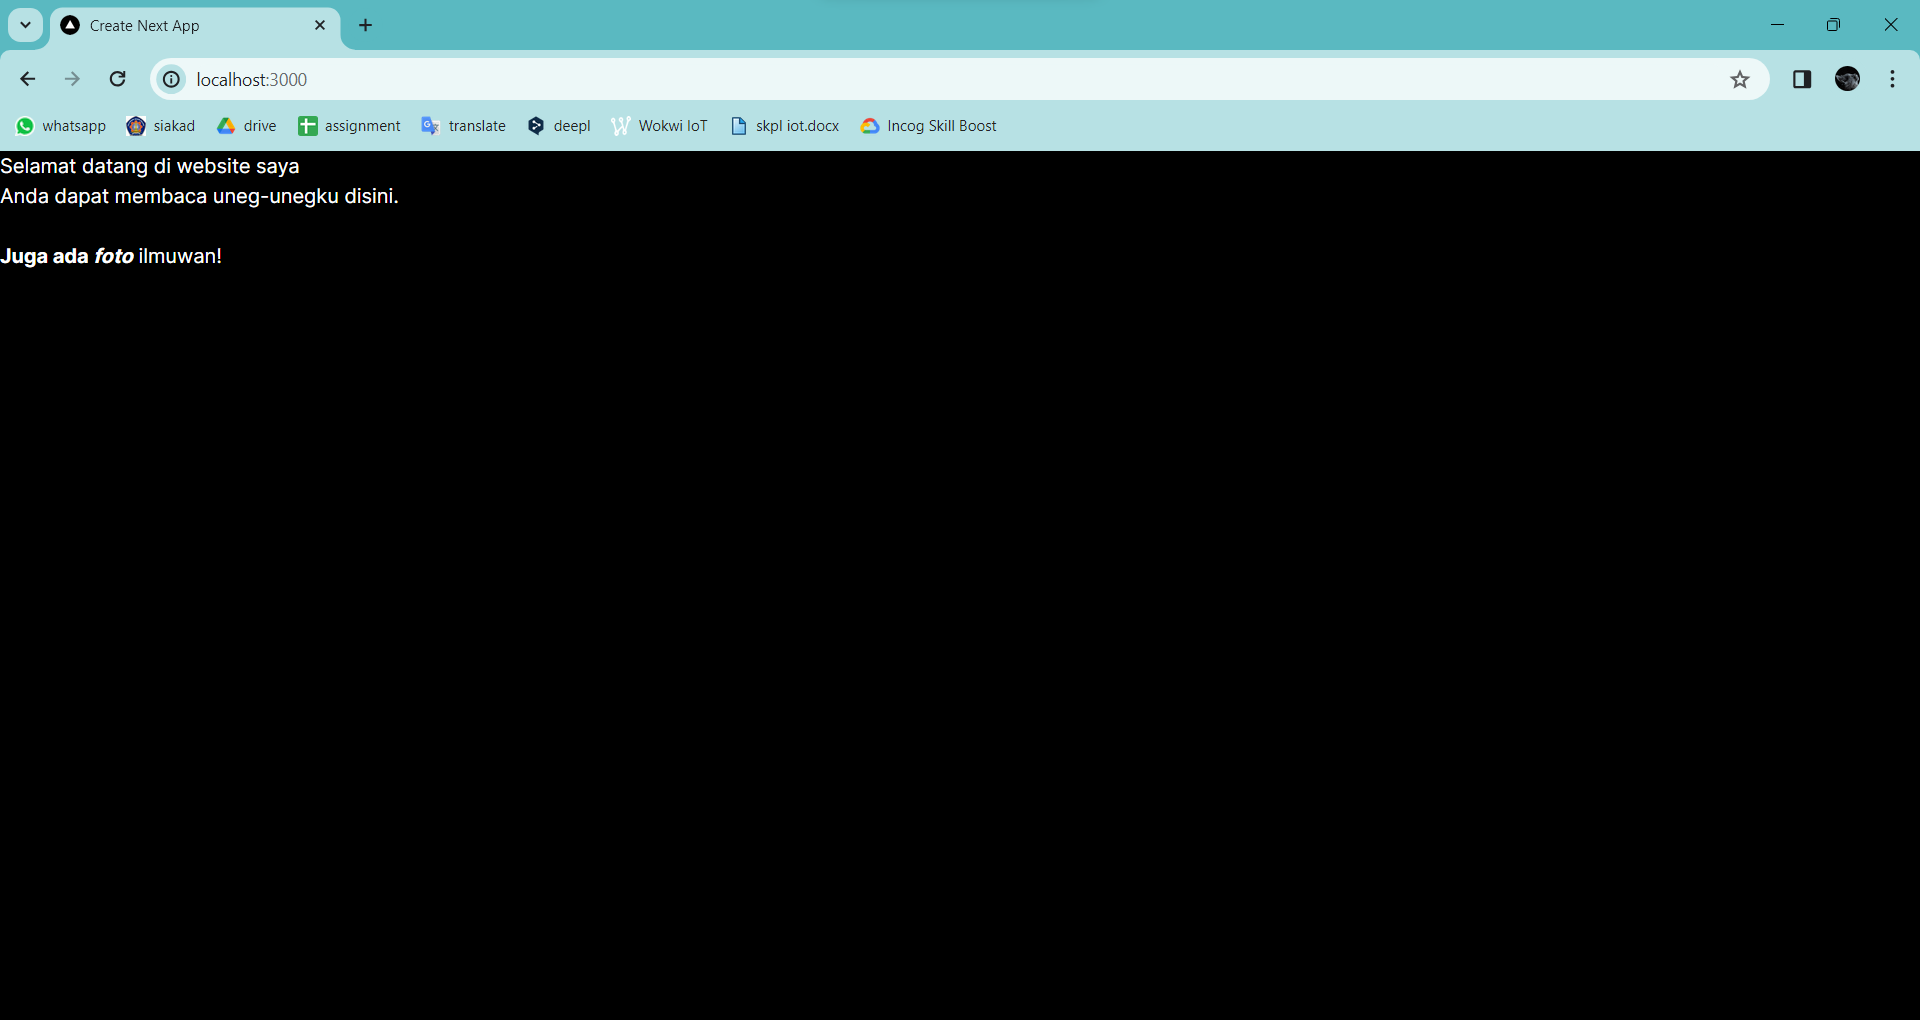 Create Next App
localhost:3000
whatsapp siakad drive assignment translate deepl Wokwi IoT skpl iot.docx Incog Skill Boost
Selamat datang di website saya
Anda dapat membaca uneg-unegku disini.
Juga ada foto ilmuwan!